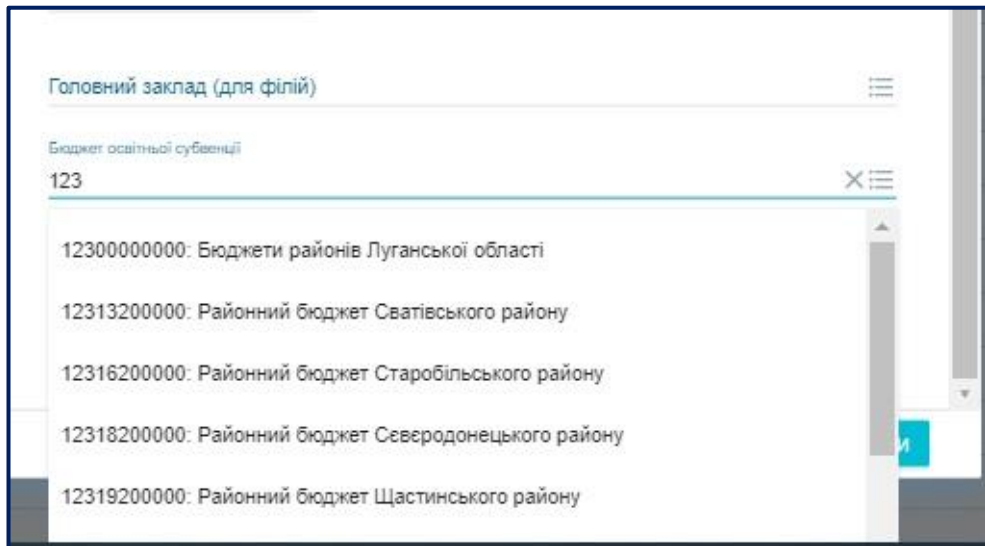 Головний заклад (для філій)
Бюджет освітньої субвенції
123
12300000000: Бюджети районів Луганської області
12313200000: Районний бюджет Сватівського району
12316200000: Районний бюджет Старобільського району
12318200000: Районний бюджет Сєвєродонецького району
12319200000: Районний бюджет Щастинського району